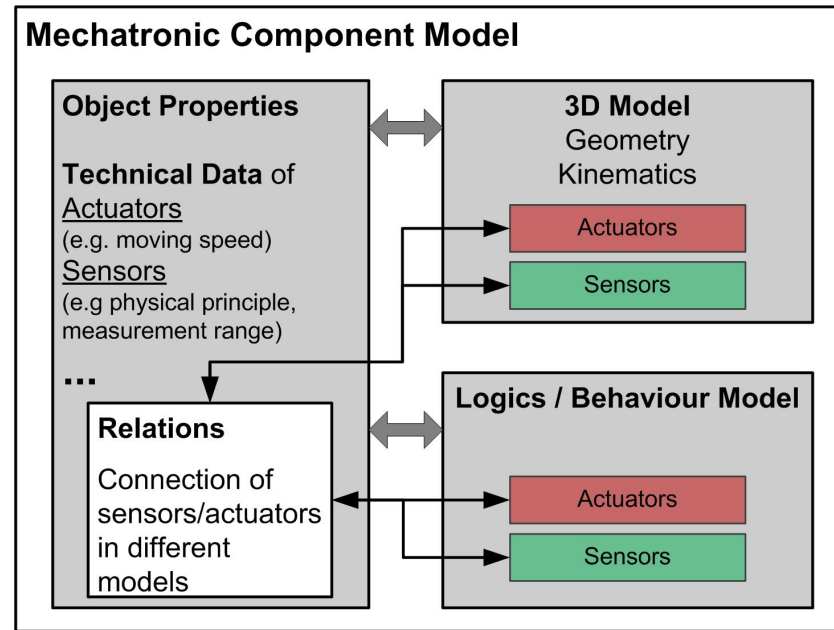 Mechatronic Component Model
Object Properties
Technical Data of
Actuators
(e.g. moving speed)
Sensors
(e.g physical principle,
measurement range)
...
Relations
Connection of
sensors/actuators
in different
models
3D Model
Geometry
Kinematics
Actuators
Sensors
Logics / Behaviour Model
Actuators
Sensors